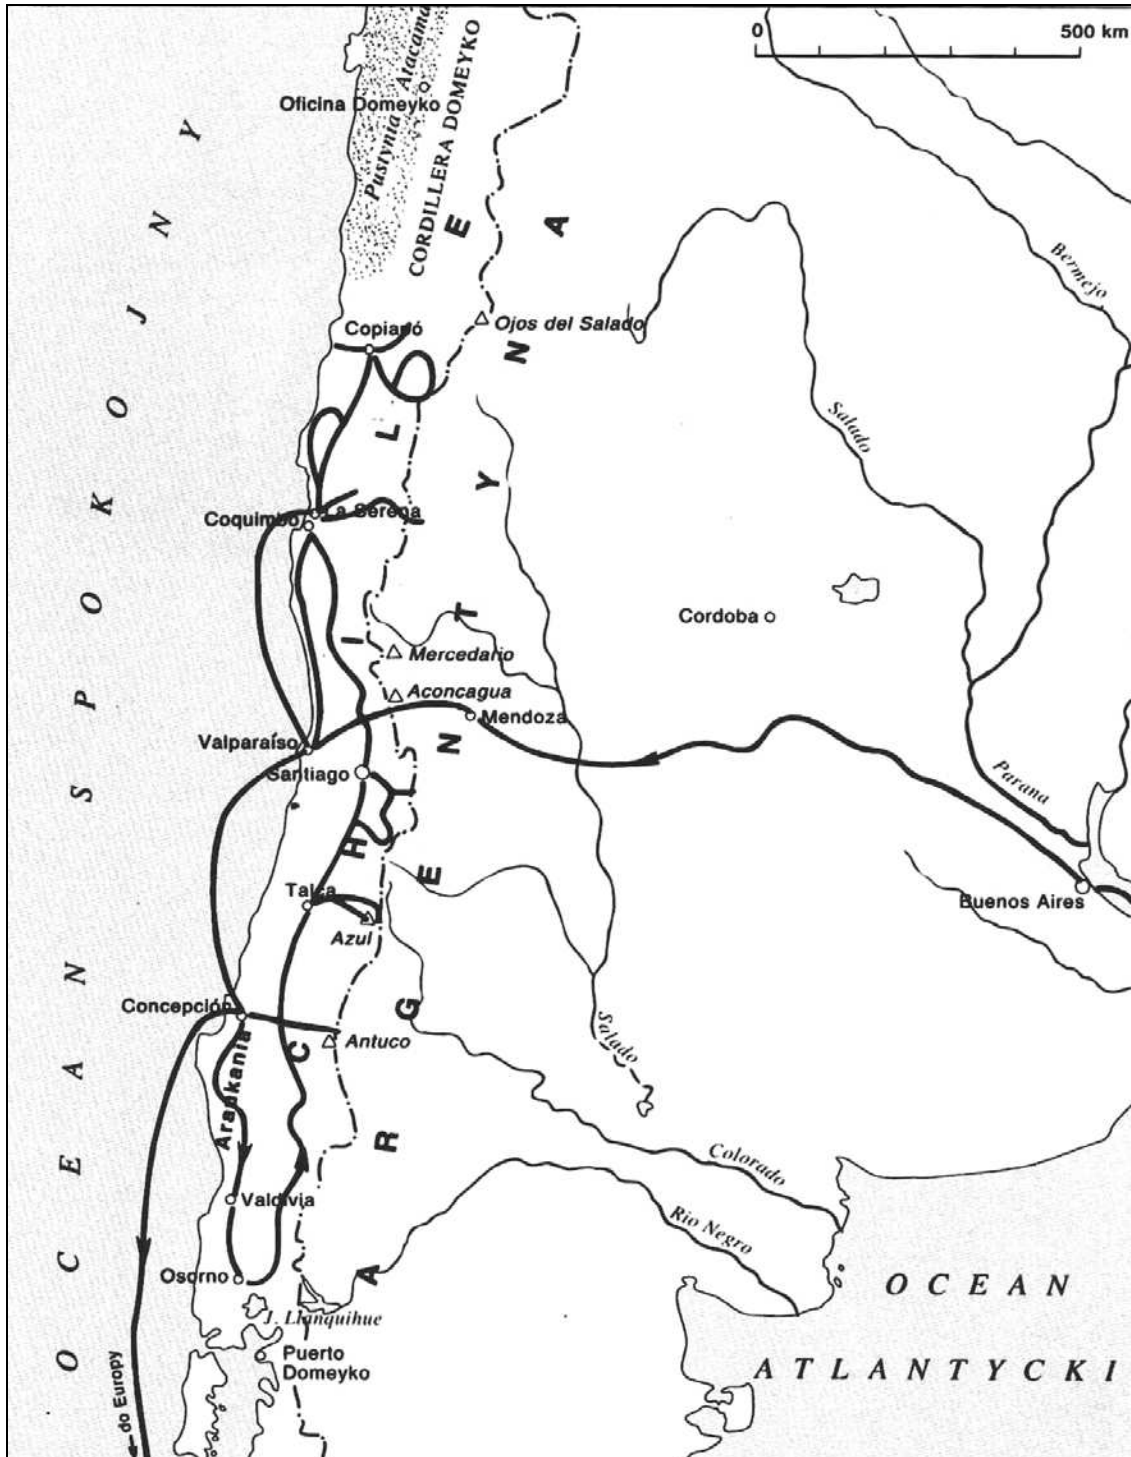 0 500 km
Pustynia Atacama
Oficina Domeyko
CORDILLERA DOMEYKO
OCEAN SPOKOJNY
CHILE
ARGENTYNA
Bermejo
Ojos del Salado
Copiapó
Salado
La Serena
Coquimbo
Cordoba
Mercedario
Aconcagua
Mendoza
Valparaíso
Santiago
Parana
Talca
Buenos Aires
Azul
Concepción
Antuco
Salado
Araukania
Colorado
Valdivia
Rio Negro
Osorno
J. Llanquihue
OCEAN
ATLANTYCKI
Puerto
Domeyko
do Europy